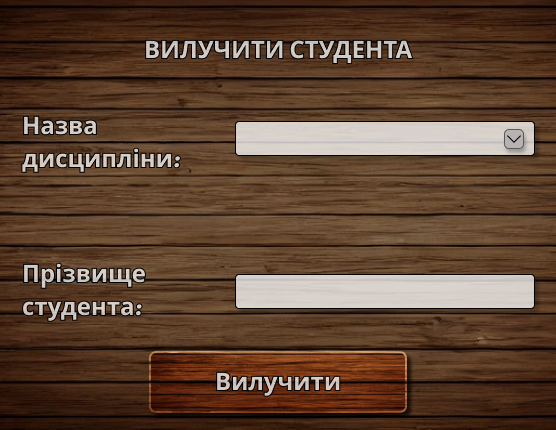 ВИЛУЧИТИ СТУДЕНТА
Назва
дисципліни:
Прізвище
студента:
Вилучити